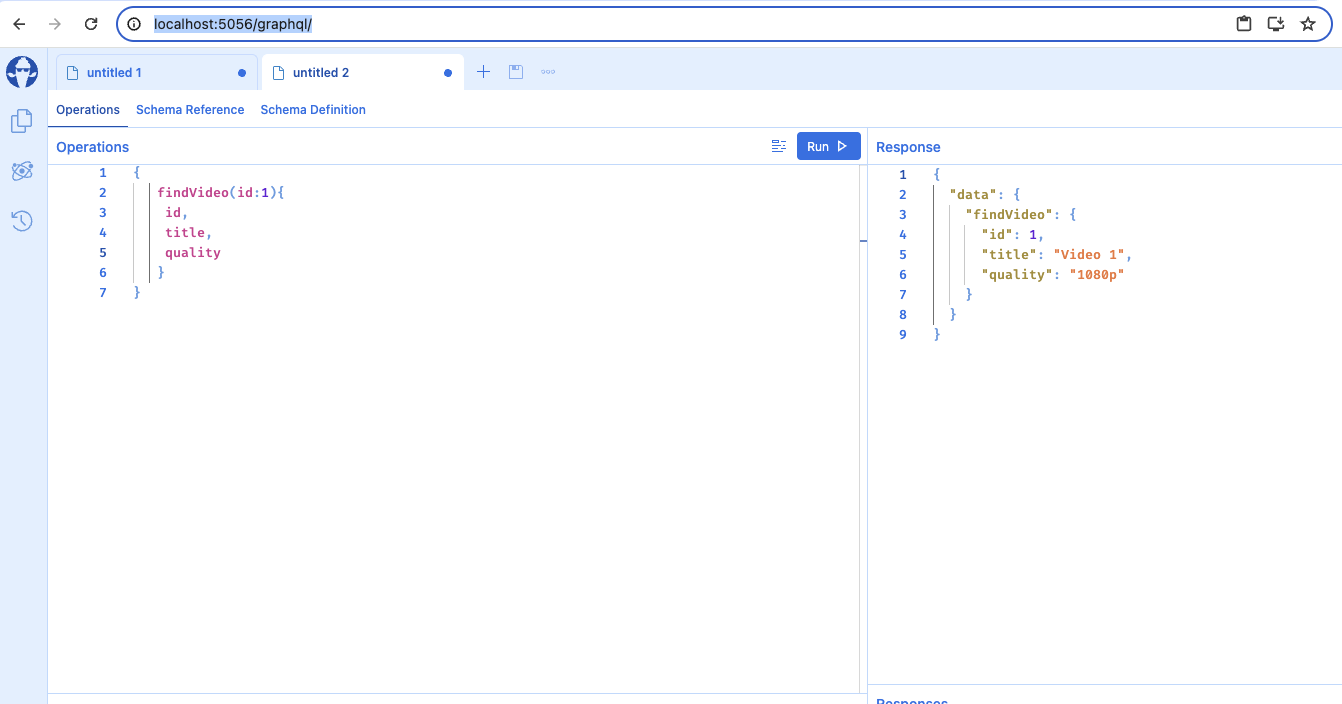 localhost:5056/graphql/
untitled 1
untitled 2
Operations Schema Reference Schema Definition
Operations
Run
1 {
2 findVideo(id:1){
3 id,
4 title,
5 quality
6 }
7 }
Response
1 {
2 "data": {
3 "findVideo": {
4 "id": 1,
5 "title": "Video 1",
6 "quality": "1080p"
7 }
8 }
9 }
Responses